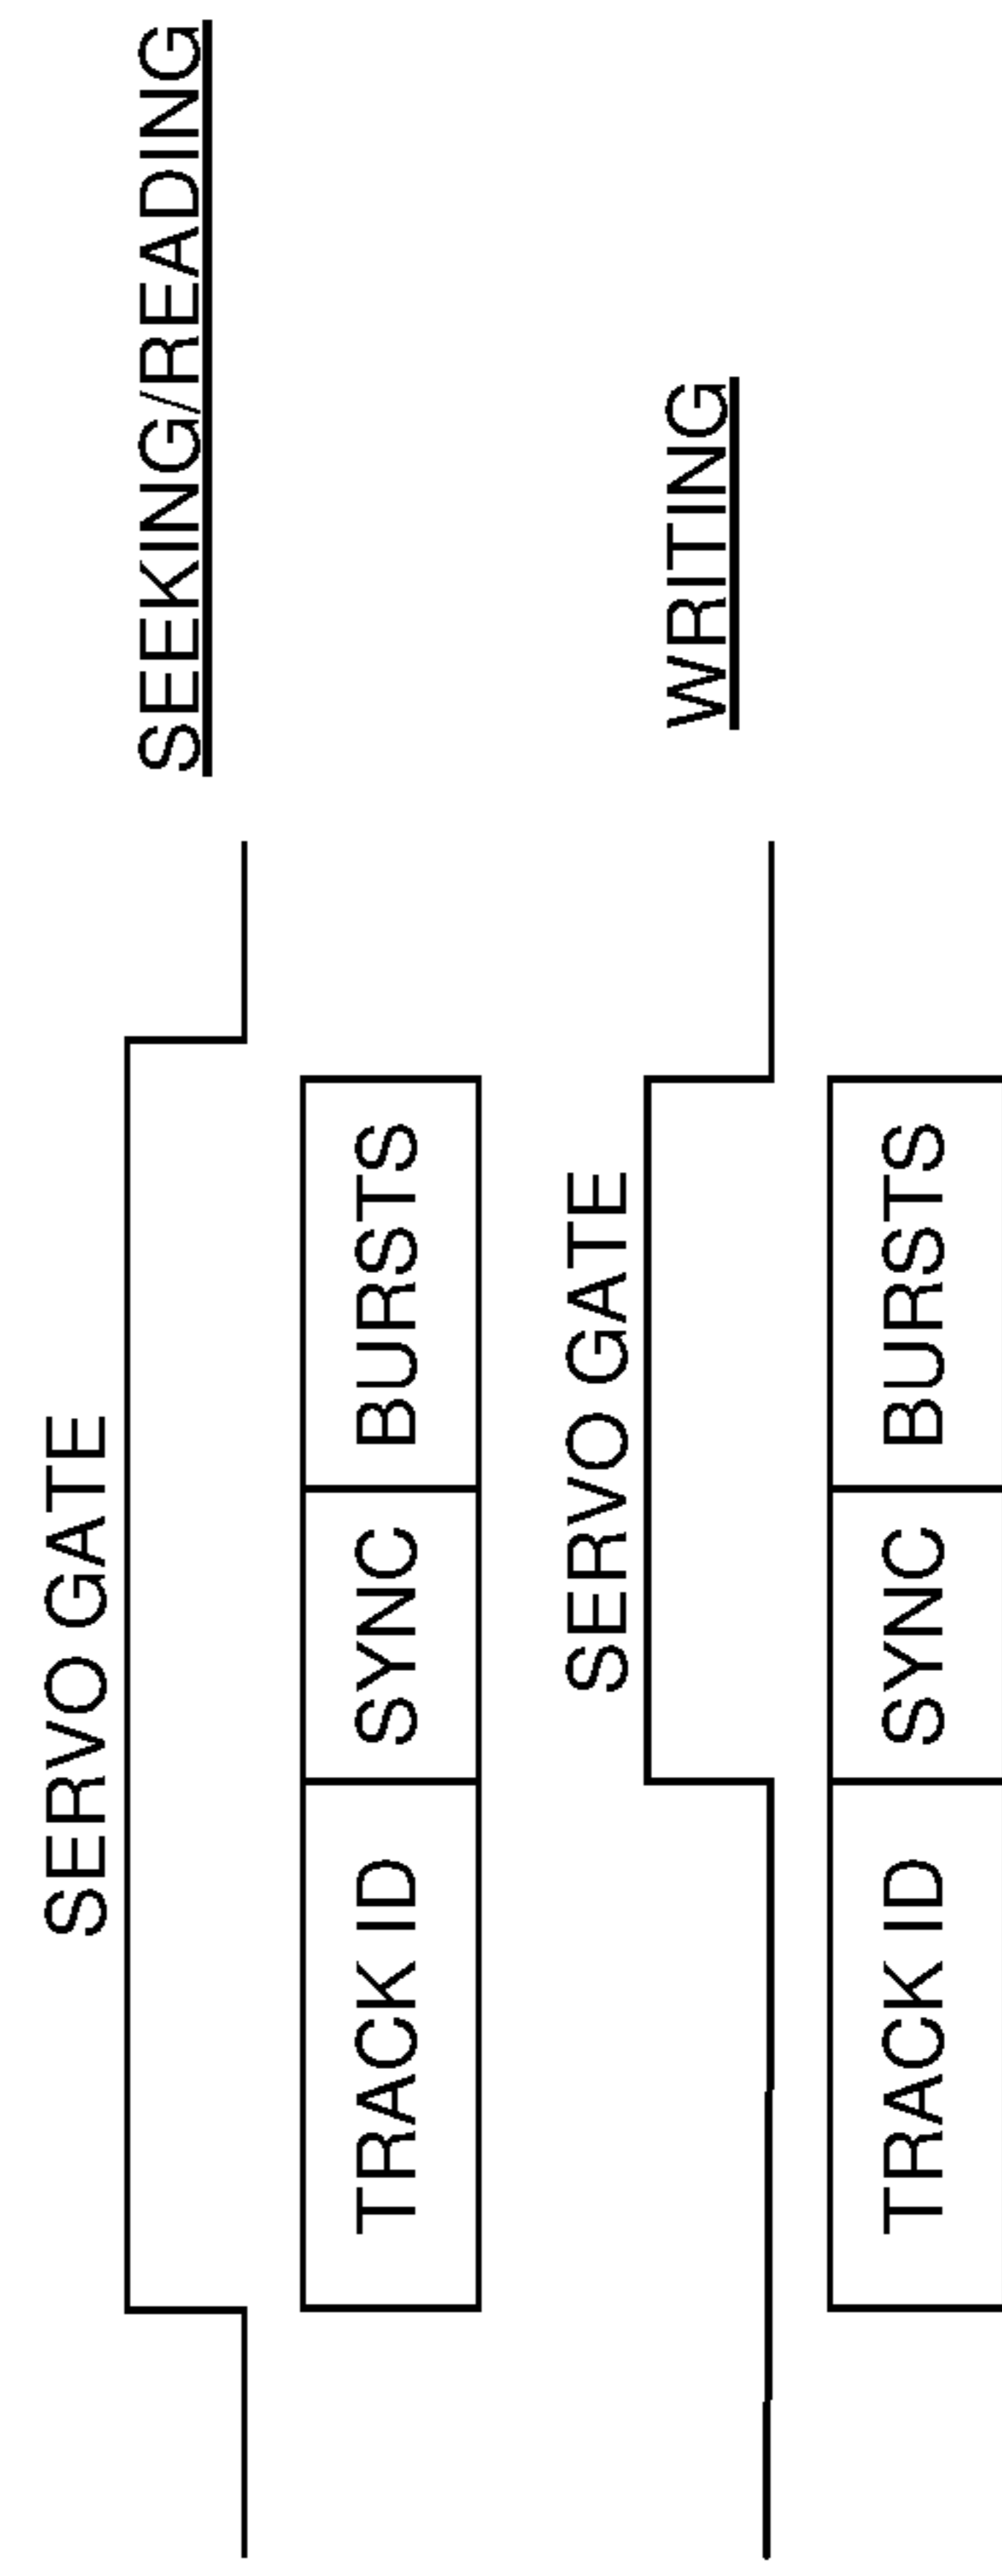 SERVO GATE
SEEKING/READING
TRACK ID SYNC BURSTS
SERVO GATE
WRITING
TRACK ID SYNC BURSTS